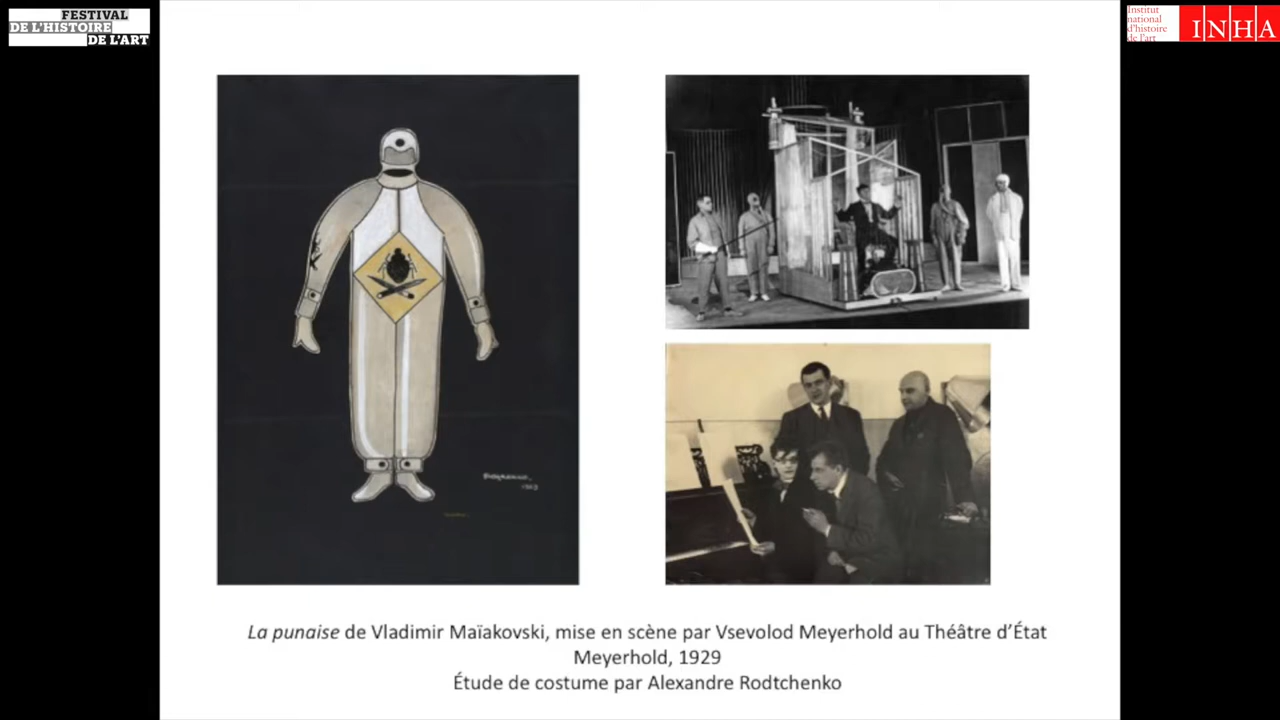 FESTIVAL
DE L'HISTOIRE
DE L'ART
Institut
national
d'histoire
de l'art
INHA
La punaise de Vladimir Maïakovski, mise en scène par Vsevolod Meyerhold au Théâtre d'État
Meyerhold, 1929
Étude de costume par Alexandre Rodtchenko